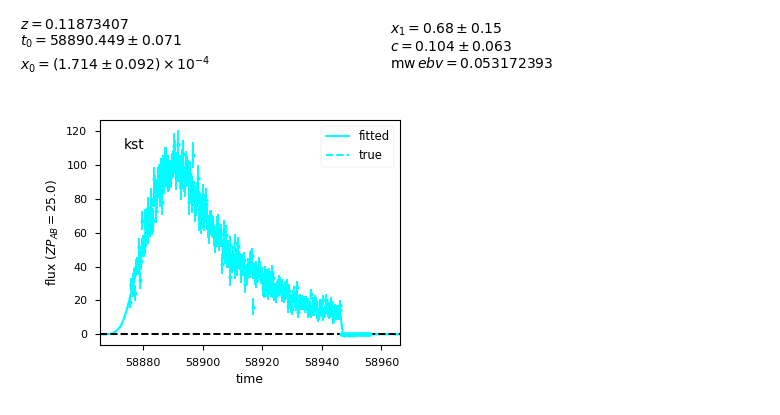 z = 0.11873407
t₀ = 58890.449 ± 0.071
x₀ = (1.714 ± 0.092) × 10⁻⁴
x₁ = 0.68 ± 0.15
c = 0.104 ± 0.063
mw ebv = 0.053172393
kst
fitted
true
flux (ZP_AB = 25.0)
120
100
80
60
40
20
0
58880 58900 58920 58940 58960
time